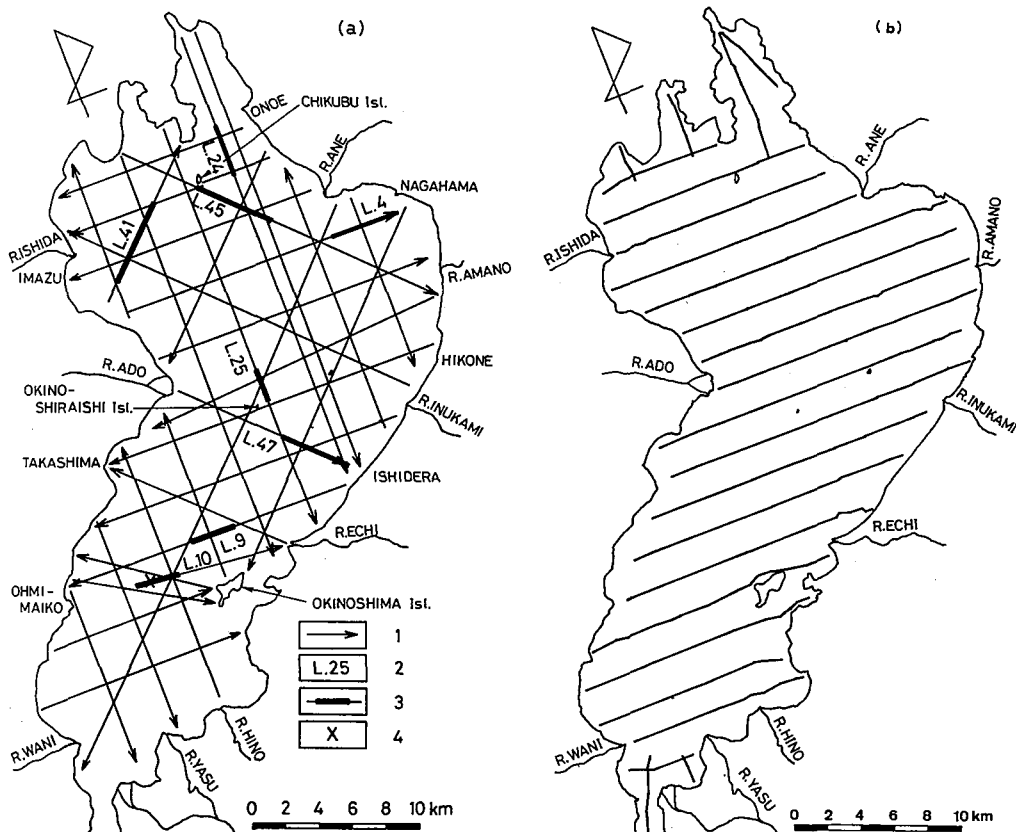 (a)
ONOE
CHIKUBU Isl.
R.ANE
NAGAHAMA
L.24
L.45
L.4
L.41
R.ISHIDA
IMAZU
R.AMANO
R.ADO
L.25
HIKONE
OKINO-
SHIRAISHI Isl.
R.INUKAMI
L.47
TAKASHIMA
ISHIDERA
R.ECHI
L.9
L.10
OHMI-
MAIKO
OKINOSHIMA Isl.
1
L.25 2
3
X 4
R.WANI
R.HINO
R.YASU
0 2 4 6 8 10 km
(b)
R.ANE
R.AMANO
R.ISHIDA
R.ADO
R.INUKAMI
R.ECHI
R.WANI
R.HINO
R.YASU
0 2 4 6 8 10 km